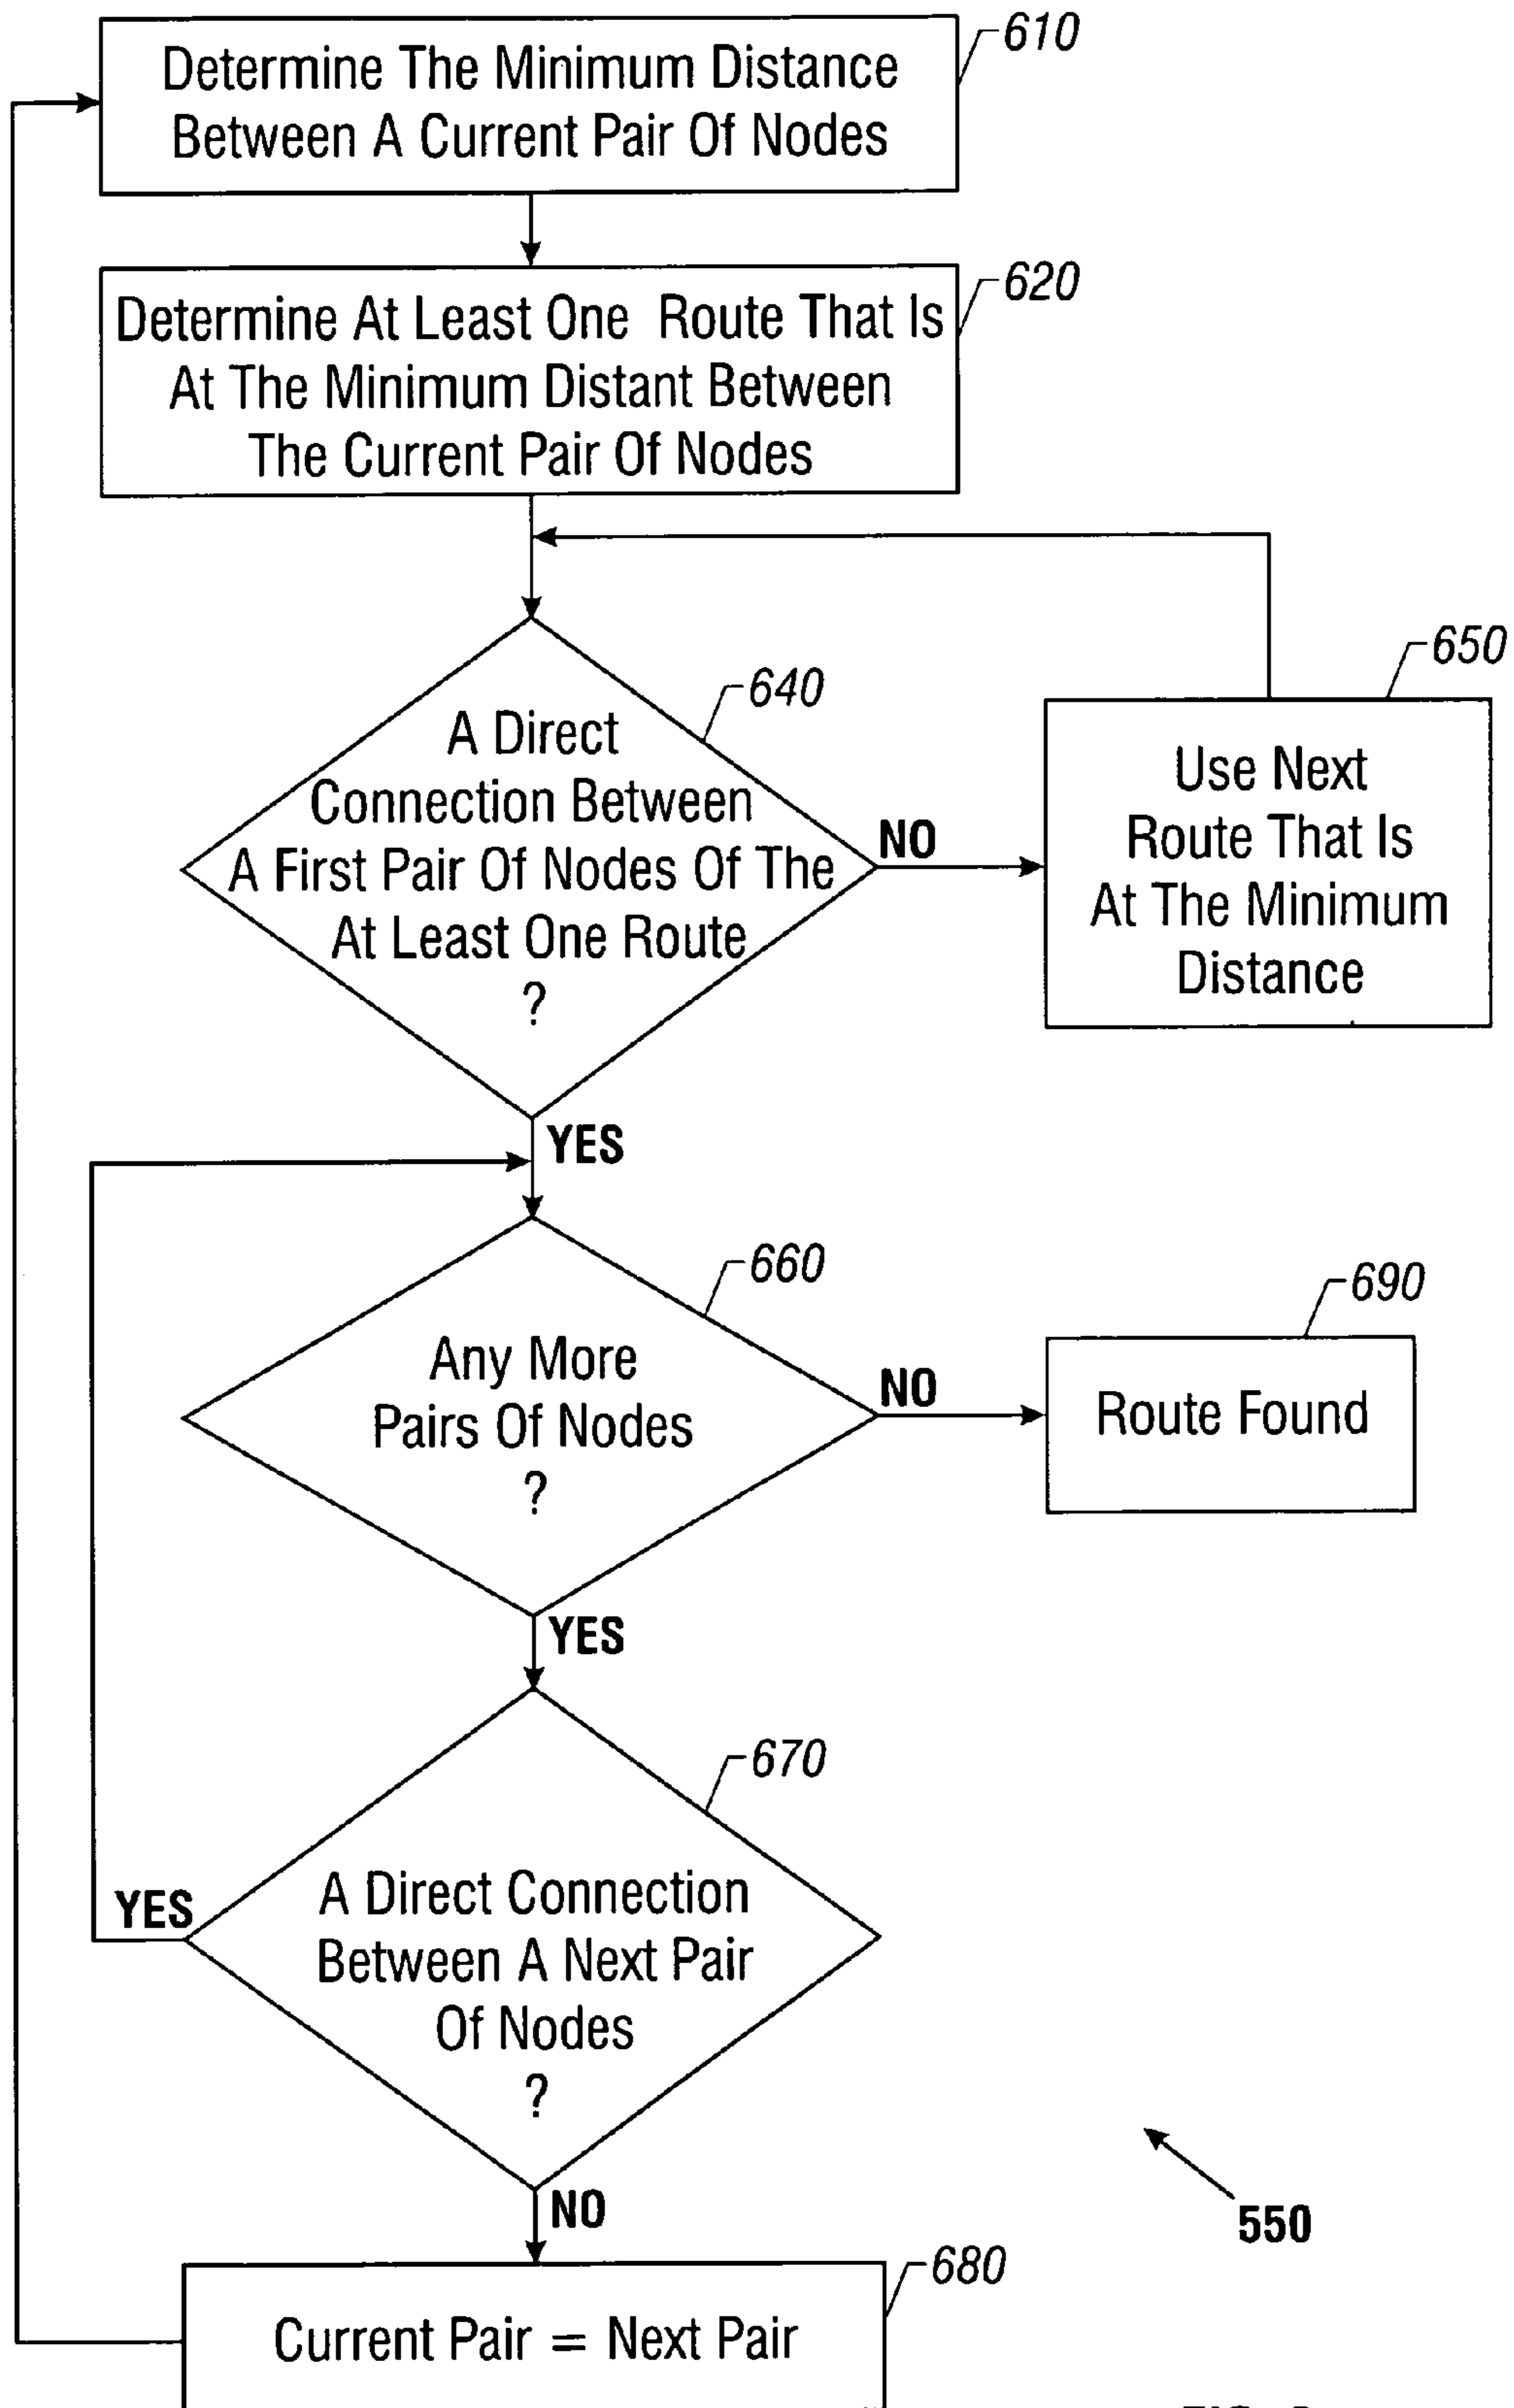 610
Determine The Minimum Distance
Between A Current Pair Of Nodes
620
Determine At Least One Route That Is
At The Minimum Distant Between
The Current Pair Of Nodes
640
A Direct
Connection Between
A First Pair Of Nodes Of The
At Least One Route
?
NO
650
Use Next
Route That Is
At The Minimum
Distance
YES
660
Any More
Pairs Of Nodes
?
NO
690
Route Found
YES
670
A Direct Connection
Between A Next Pair
Of Nodes
?
YES
NO
550
680
Current Pair = Next Pair